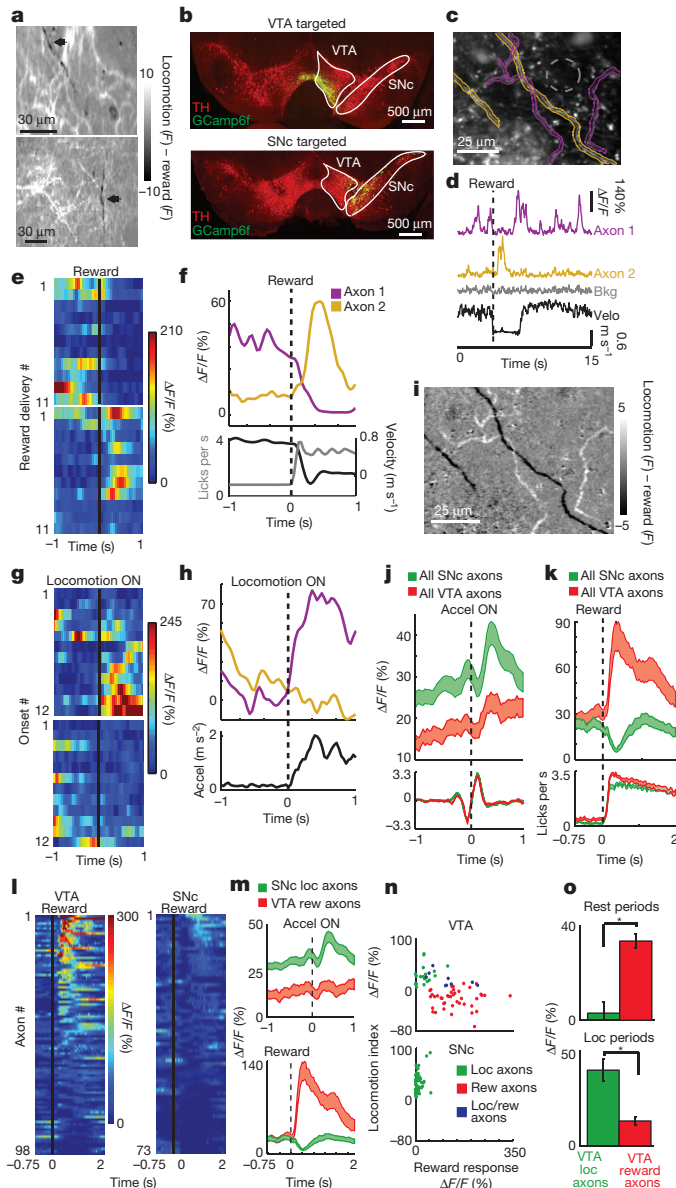 a
30 μm
30 μm
10
−10
Locomotion (F) − reward (F)
b
VTA targeted
VTA
SNc
TH
GCamp6f
500 μm
SNc targeted
VTA
SNc
TH
GCamp6f
500 μm
c
25 μm
d
Reward
140%
ΔF/F
Axon 1
Axon 2
Bkg
Velo
0.6
m s⁻¹
0
15
Time (s)
e
Reward
1
11
1
11
Reward delivery #
−1
1
Time (s)
210
0
ΔF/F (%)
f
Reward
Axon 1
Axon 2
60
0
ΔF/F (%)
4
0
Licks per s
0.8
0
Velocity (m s⁻¹)
−1
0
1
Time (s)
i
25 μm
5
−5
Locomotion (F) − reward (F)
g
Locomotion ON
1
12
1
12
Onset #
−1
1
Time (s)
245
0
ΔF/F (%)
h
Locomotion ON
70
0
ΔF/F (%)
2
0
Accel (m s⁻²)
−1
0
1
Time (s)
j
All SNc axons
All VTA axons
Accel ON
40
30
20
10
ΔF/F (%)
3.3
−3.3
−1
0
1
Time (s)
k
All SNc axons
All VTA axons
Reward
90
60
30
0
3.5
0
Licks per s
−0.75
0
2
Time (s)
l
VTA
Reward
1
98
Axon #
−0.75
2
300
0
ΔF/F (%)
SNc
Reward
1
73
−0.75
2
Time (s)
m
SNc loc axons
VTA rew axons
Accel ON
50
25
0
−1
0
1
ΔF/F (%)
Reward
140
0
−0.75
0
2
Time (s)
n
VTA
100
0
−80
ΔF/F (%)
Locomotion index
SNc
100
0
−80
Loc axons
Rew axons
Loc/rew
axons
0
350
Reward response
ΔF/F (%)
o
Rest periods
*
40
0
ΔF/F (%)
Loc periods
*
50
0
VTA
loc
axons
VTA
reward
axons